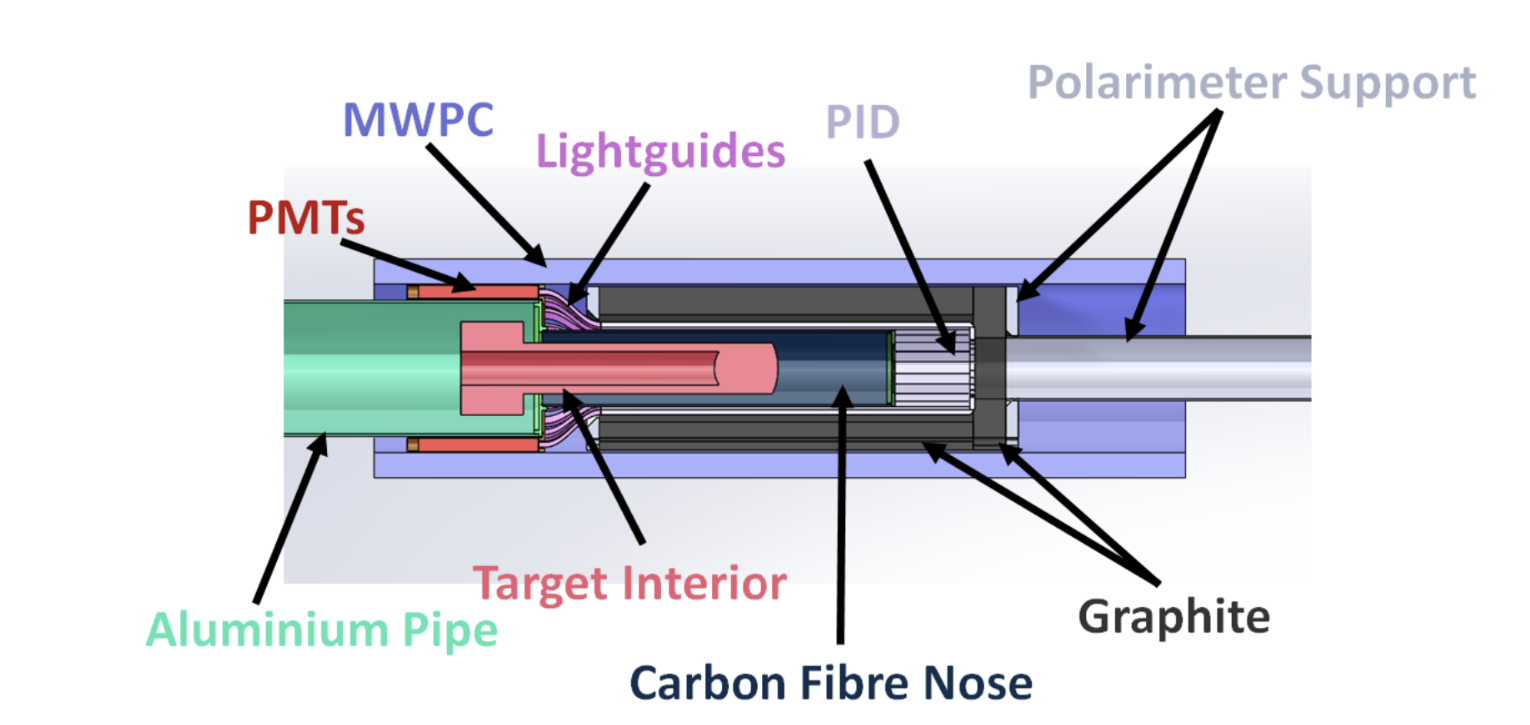 Polarimeter Support
MWPC
PID
Lightguides
PMTs
Target Interior
Graphite
Aluminium Pipe
Carbon Fibre Nose